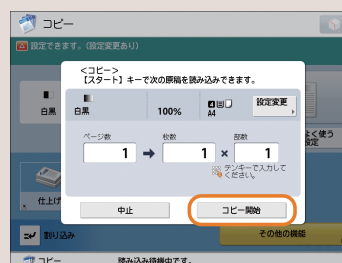 コピー
設定できます。(設定変更あり)
<コピー>
【スタート】キーで次の原稿を読み込みできます。
白黒
白黒
100%
A4
設定変更
ページ数
枚数
部数
1
1
×
1
テンキーで入力して
ください。
よく使う
設定
仕上げ
中止
コピー開始
割り込み
その他の機能
コピー
読み込み待機中です。